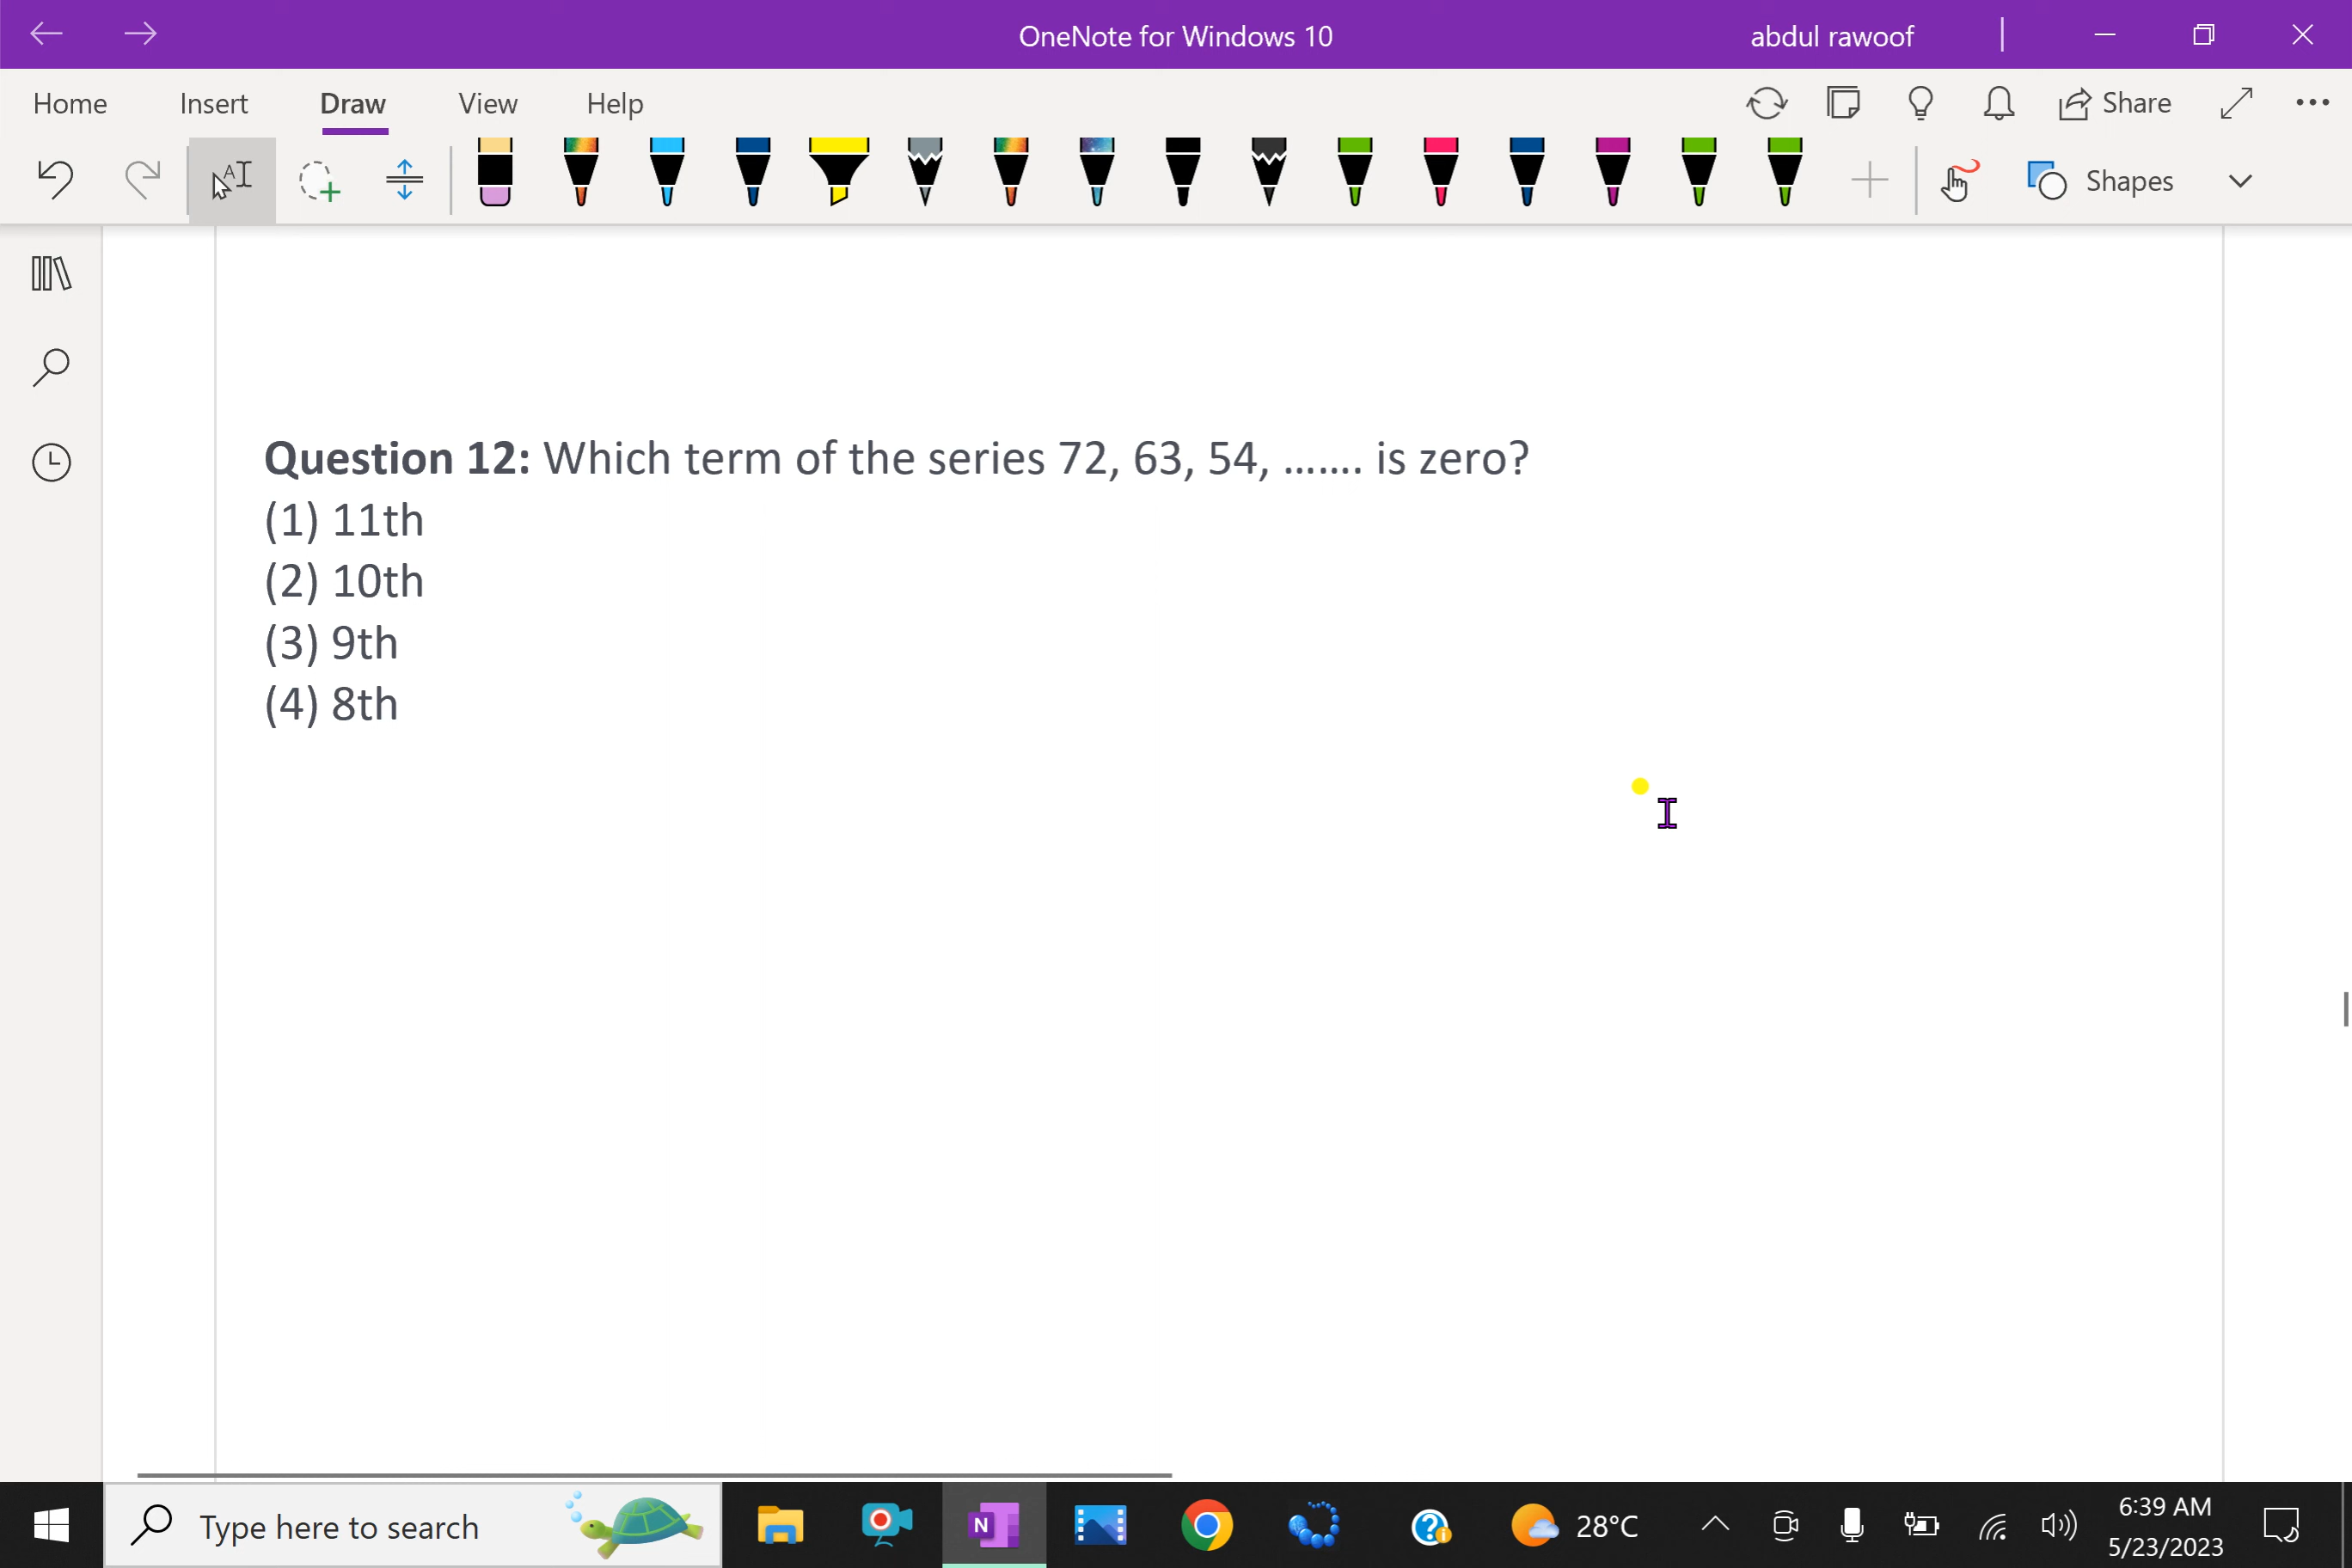 OneNote for Windows 10
abdul rawoof
Home
Insert
Draw
View
Help
Share
Shapes
Question 12: Which term of the series 72, 63, 54, ....... is zero?
(1) 11th
(2) 10th
(3) 9th
(4) 8th
Type here to search
28°C
6:39 AM
5/23/2023